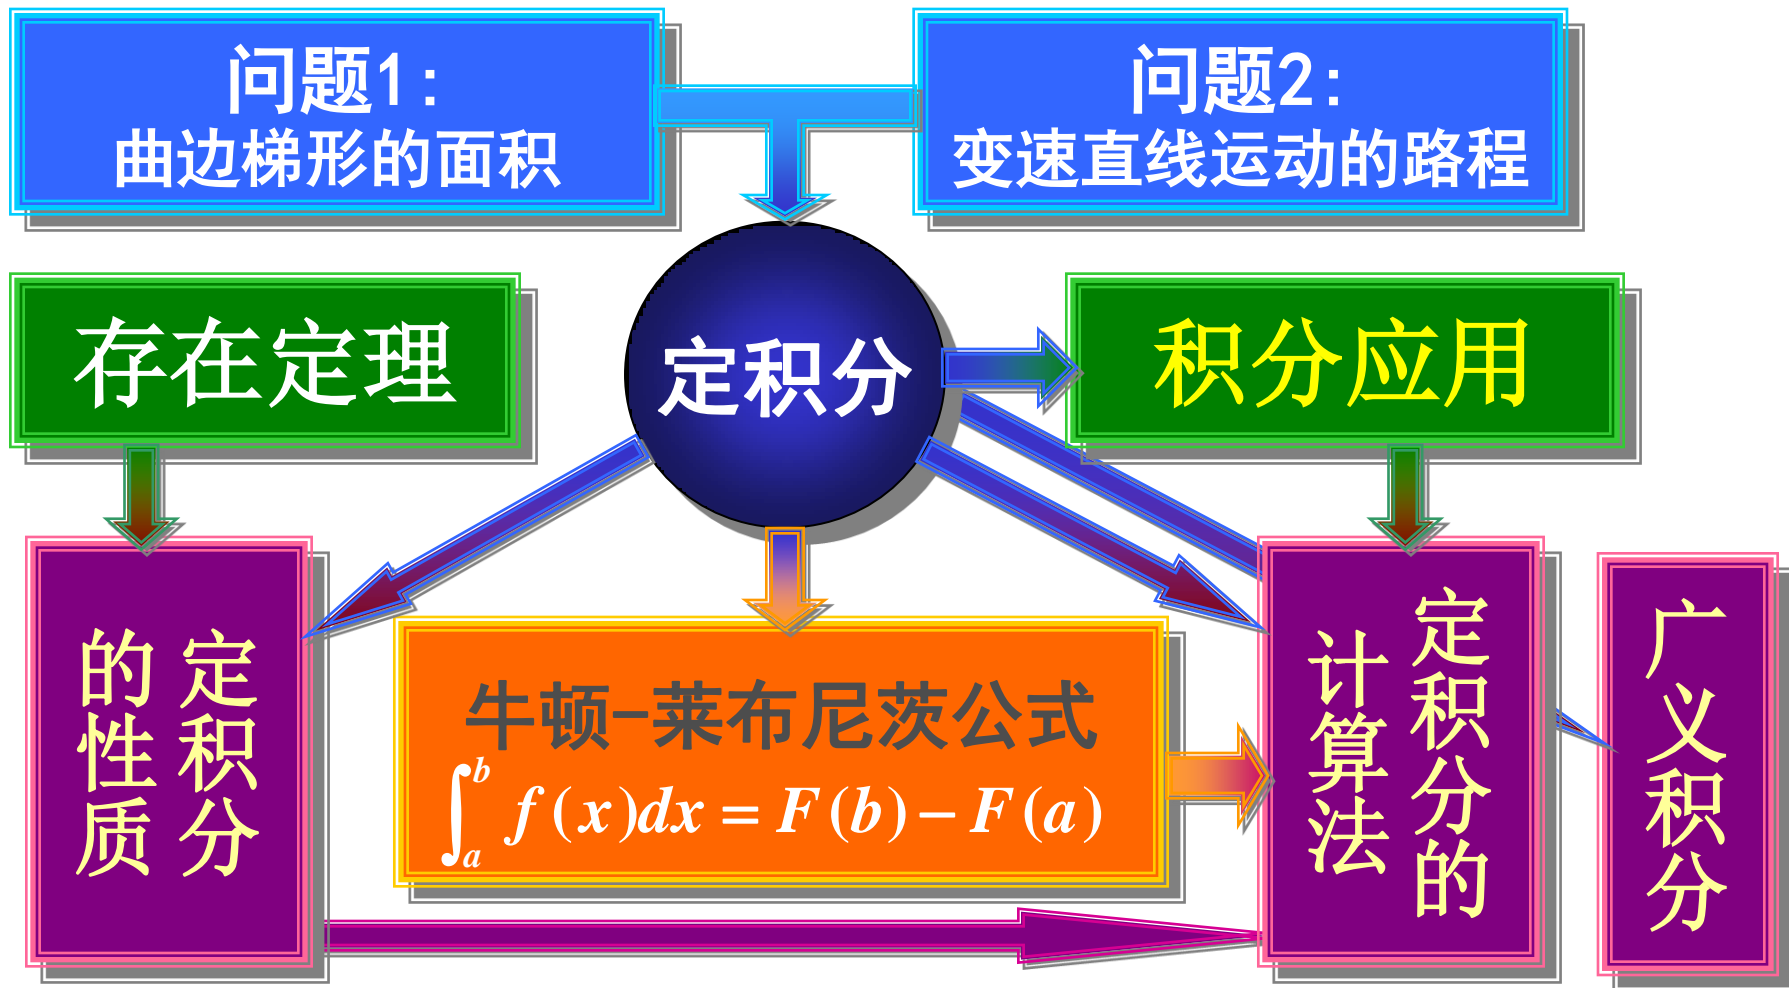 问题1:
曲边梯形的面积
问题2:
变速直线运动的路程
存在定理
定积分
积分应用
定积分
的性质
牛顿-莱布尼茨公式
∫_a^b f(x)dx = F(b) − F(a)
定积分的
计算法
广义积分